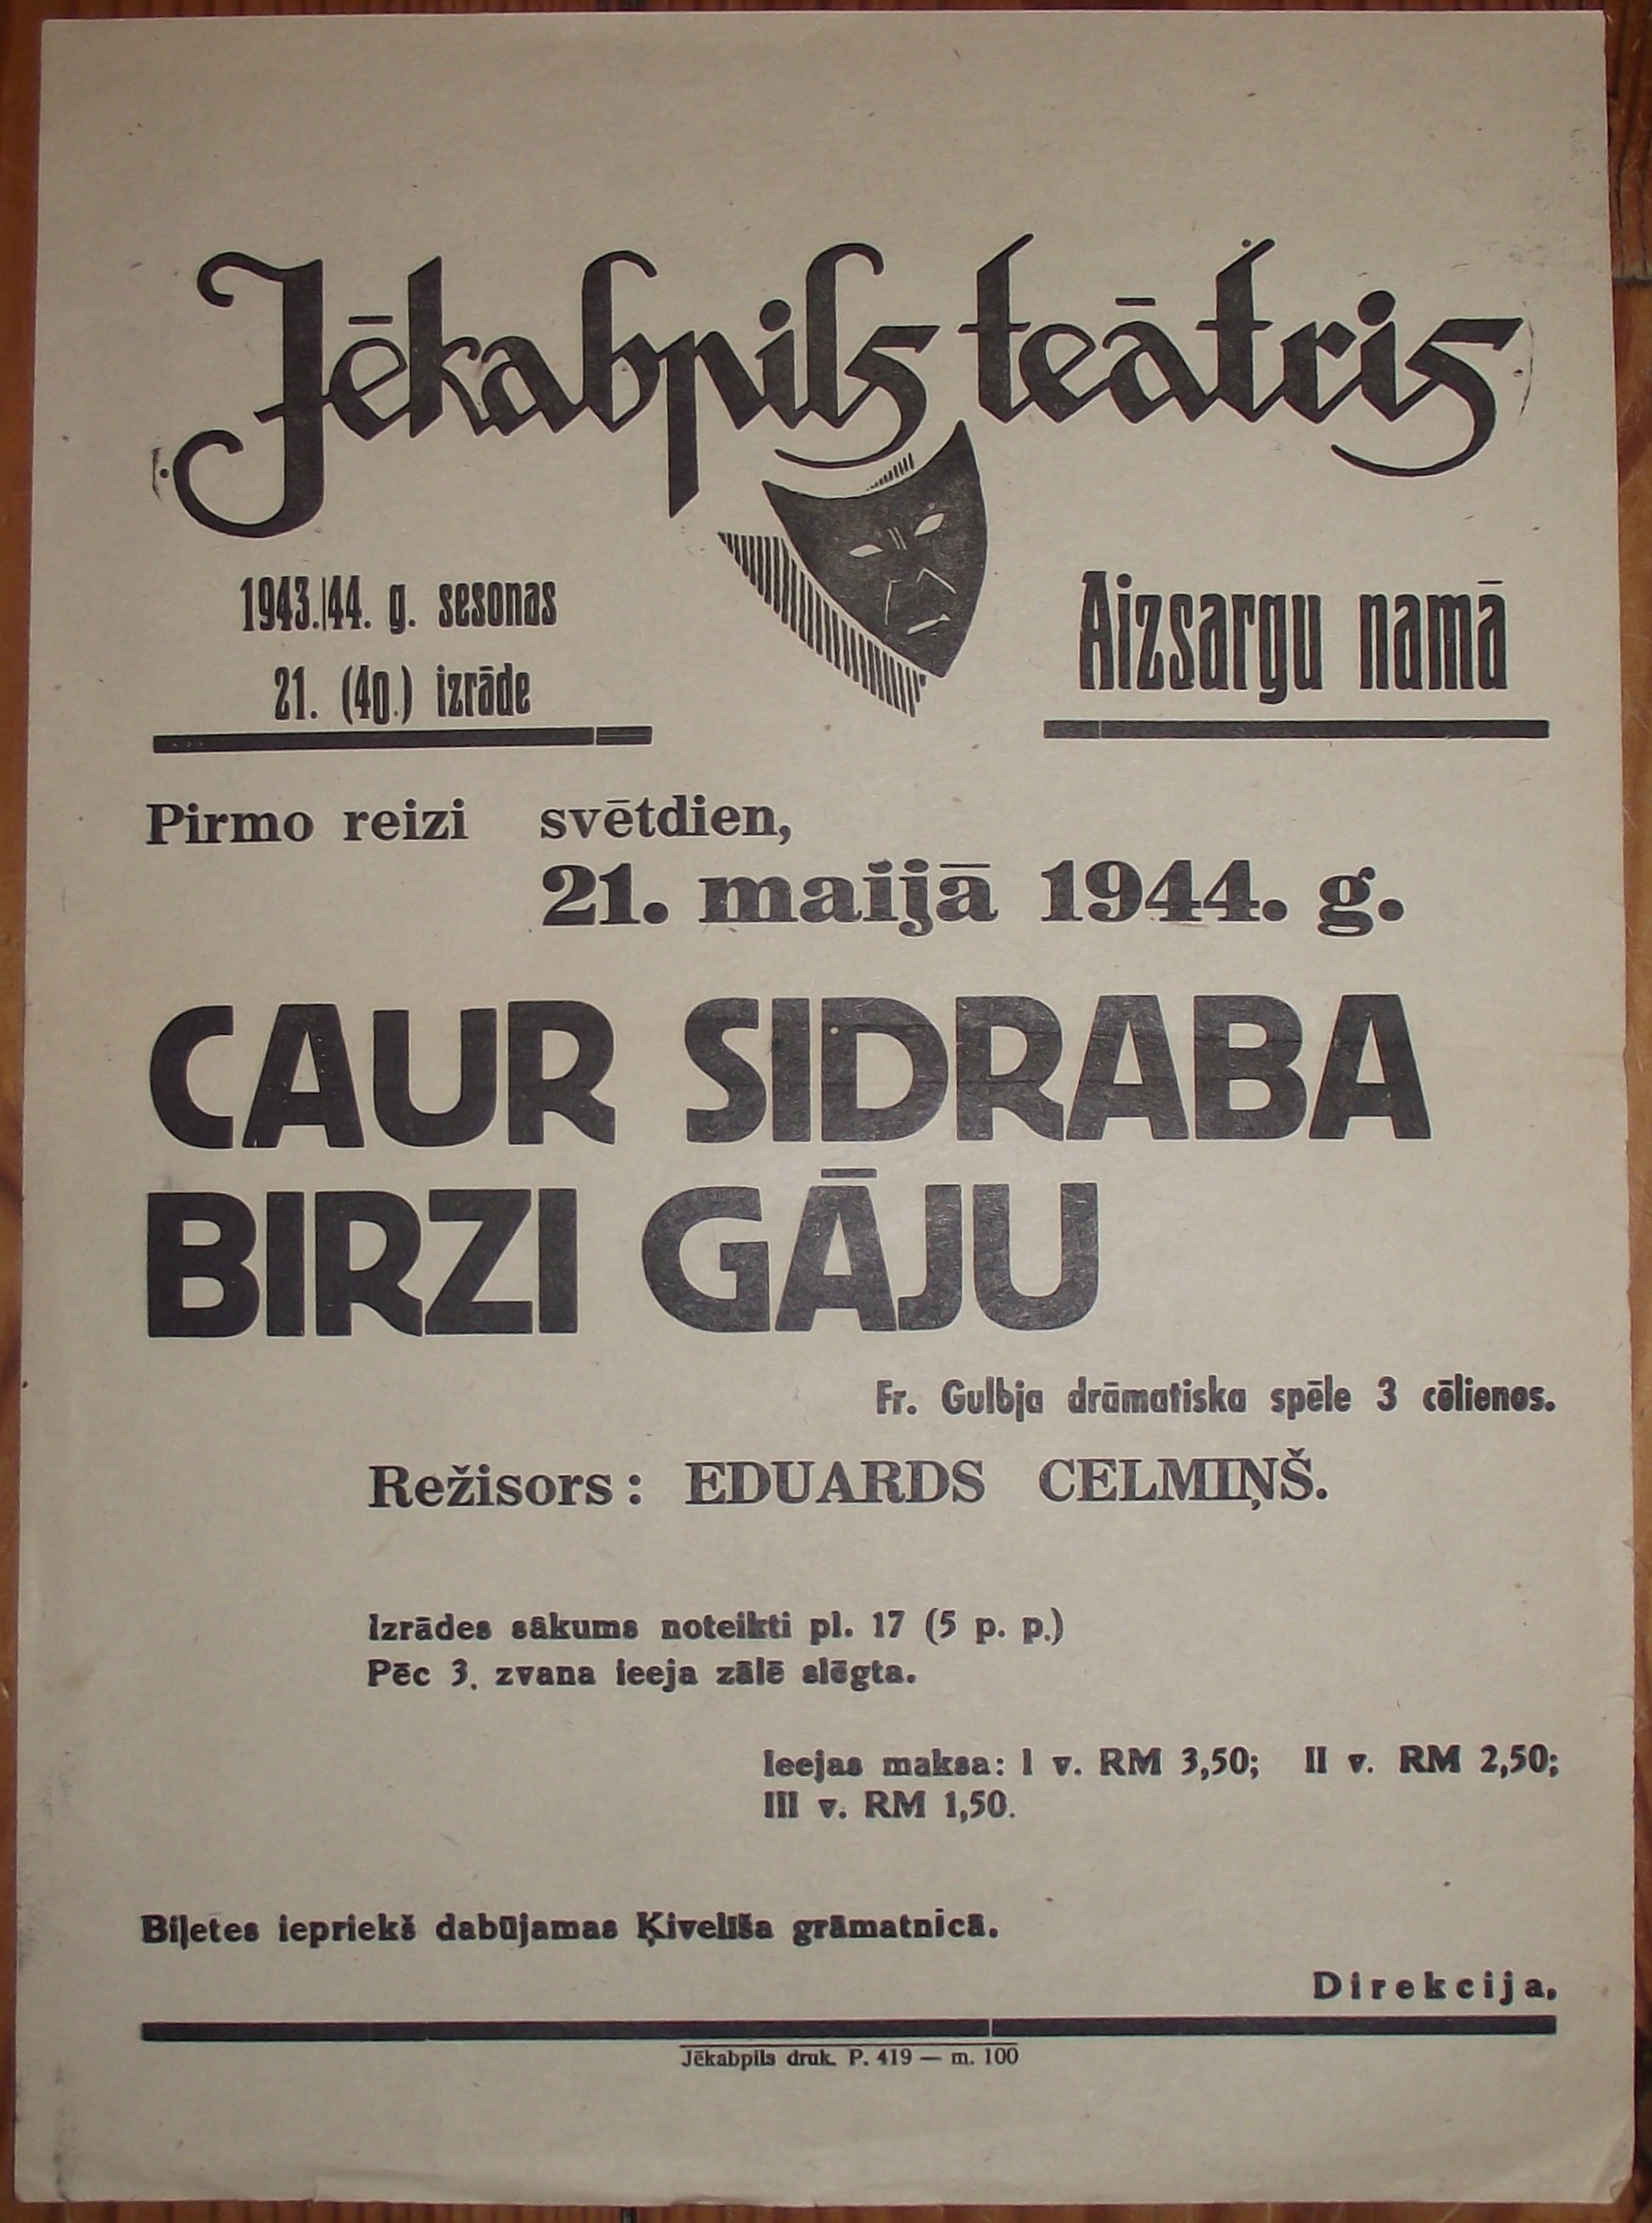 Jēkabpils teātris
1943./44. g. sesonas
21. (40.) izrāde
Aizsargu namā
Pirmo reizi svētdien,
21. maijā 1944. g.
CAUR SIDRABA
BIRZI GĀJU
Fr. Gulbja drāmatiska spēle 3 cēlienos.
Režisors: EDUARDS CELMIŅŠ.
Izrādes sākums noteikti pl. 17 (5 p. p.)
Pēc 3. zvana ieeja zālē slēgta.
Ieejas maksa: I v. RM 3,50; II v. RM 2,50;
III v. RM 1,50.
Biļetes iepriekš dabūjamas Ķivelīša grāmatnīcā.
Direkcija.
Jēkabpils druk. P. 419 — m. 100